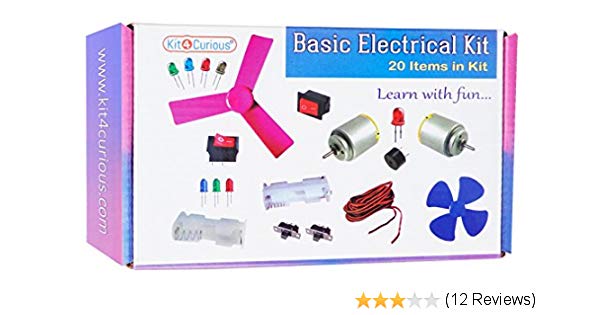 Kit4Curious®
Basic Electrical Kit
20 Items in Kit
Learn with fun...
www.kit4curious.com
(12 Reviews)